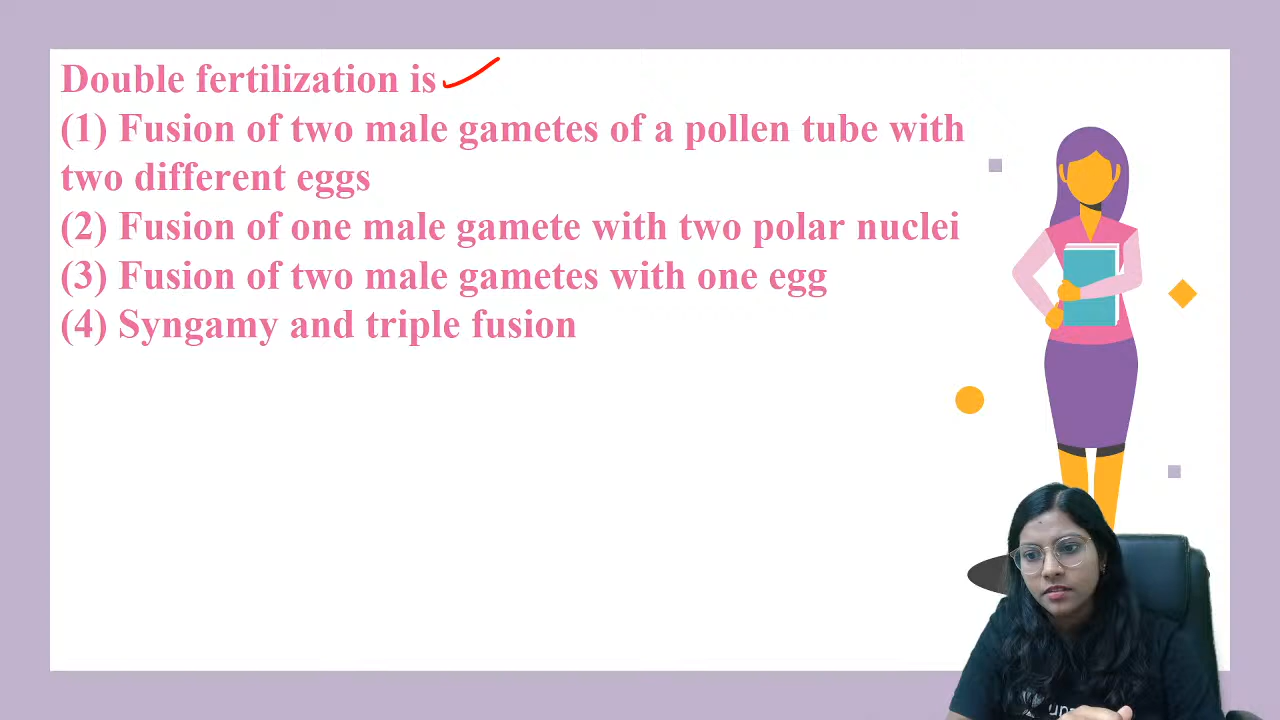 Double fertilization is
(1) Fusion of two male gametes of a pollen tube with
two different eggs
(2) Fusion of one male gamete with two polar nuclei
(3) Fusion of two male gametes with one egg
(4) Syngamy and triple fusion